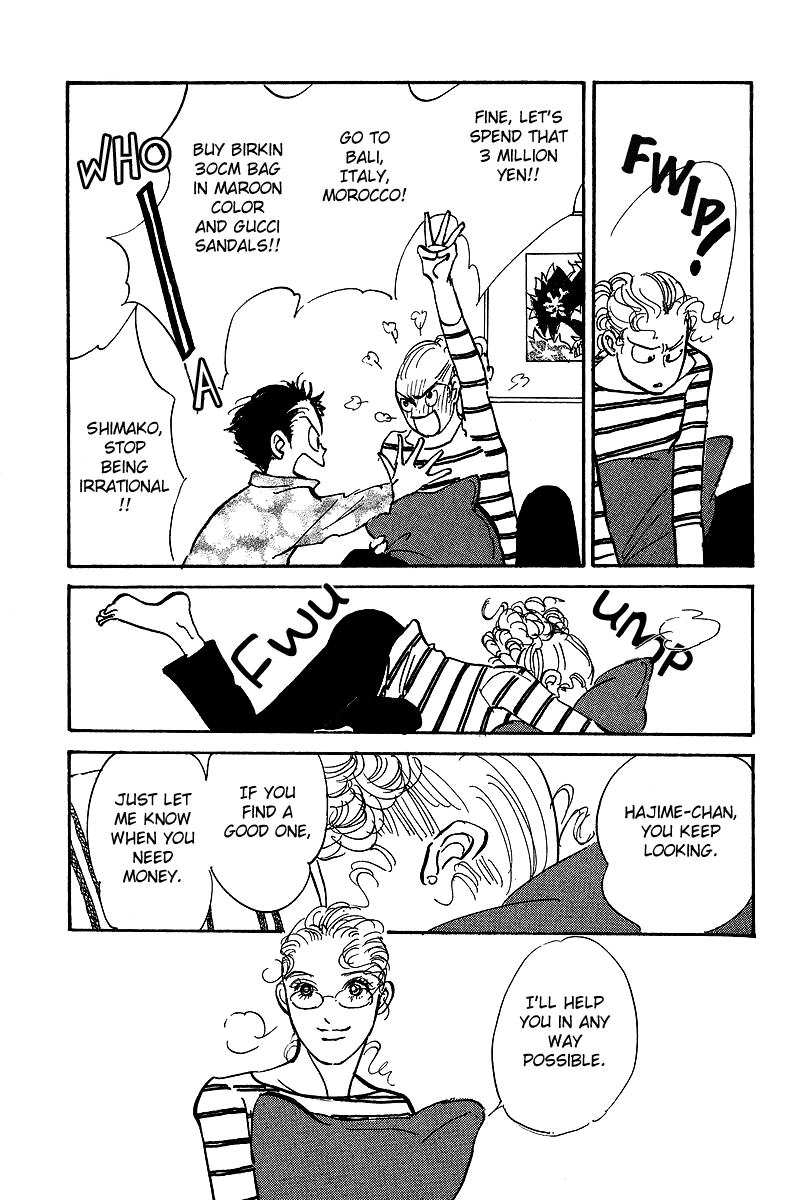 FWIP!
FINE, LET'S
SPEND THAT
3 MILLION
YEN!!
GO TO
BALI,
ITALY,
MOROCCO!
BUY BIRKIN
30CM BAG
IN MAROON
COLOR
AND GUCCI
SANDALS!!
WHO
A
SHIMAKO,
STOP
BEING
IRRATIONAL
!!
FWU
UMP
HAJIME-CHAN,
YOU KEEP
LOOKING.
IF YOU
FIND A
GOOD ONE,
JUST LET
ME KNOW
WHEN YOU
NEED
MONEY.
I'LL HELP
YOU IN ANY
WAY
POSSIBLE.